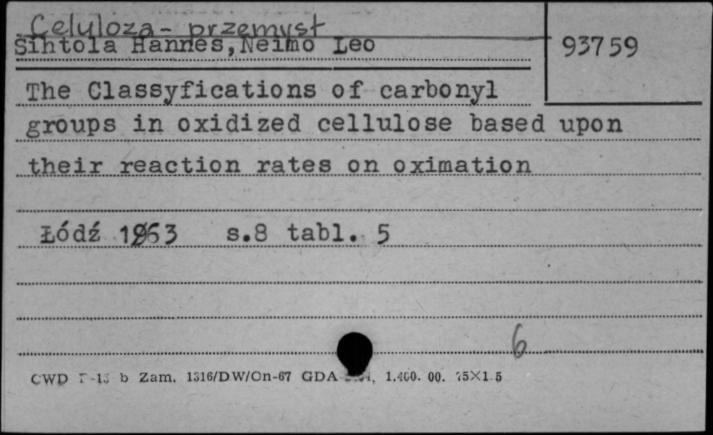 Celuloza - przemysł
Sihtola Hannes, Neimo Leo
93759
The Classyfications of carbonyl
groups in oxidized cellulose based upon
their reaction rates on oximation
Łódź 1963 s.8 tabl. 5
6
CWD b Zam. 1316/DW/On-67 GDA 1.400. 00.